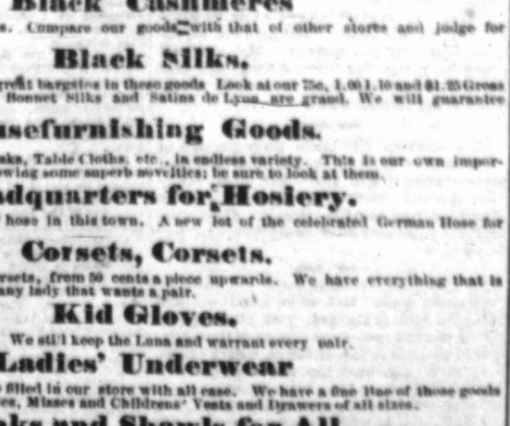 Black Cashmeres
s. Compare our goods with that of other stores and judge for
Black Silks.
great bargains in these goods Look at our 75c, 1.00 1.10 and $1.25 Gross
Bonnet Silks and Satins de Lyon are grand. We will guarantee
usefurnishing Goods.
aks, Table Cloths, etc., in endless variety. This is our own impor-
owing some superb novelties; be sure to look at them.
adquarters for Hosiery.
hose in this town. A new lot of the celebrated German Hose for
Corsets, Corsets.
rsets, from 50 cents a piece upwards. We have everything that is
any lady that wants a pair.
Kid Gloves.
We still keep the Luna and warrant every pair.
Ladies' Underwear
filled in our store with all ease. We have a fine line of those goods
es, Misses and Childrens' Vests and Drawers of all sizes.
aks and Shawls for All